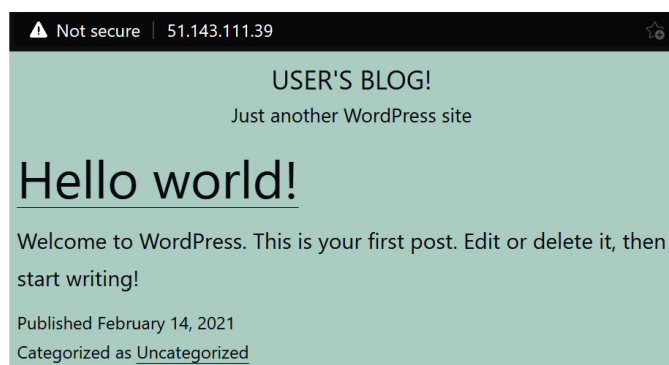 Not secure | 51.143.111.39
USER'S BLOG!
Just another WordPress site
Hello world!
Welcome to WordPress. This is your first post. Edit or delete it, then
start writing!
Published February 14, 2021
Categorized as Uncategorized